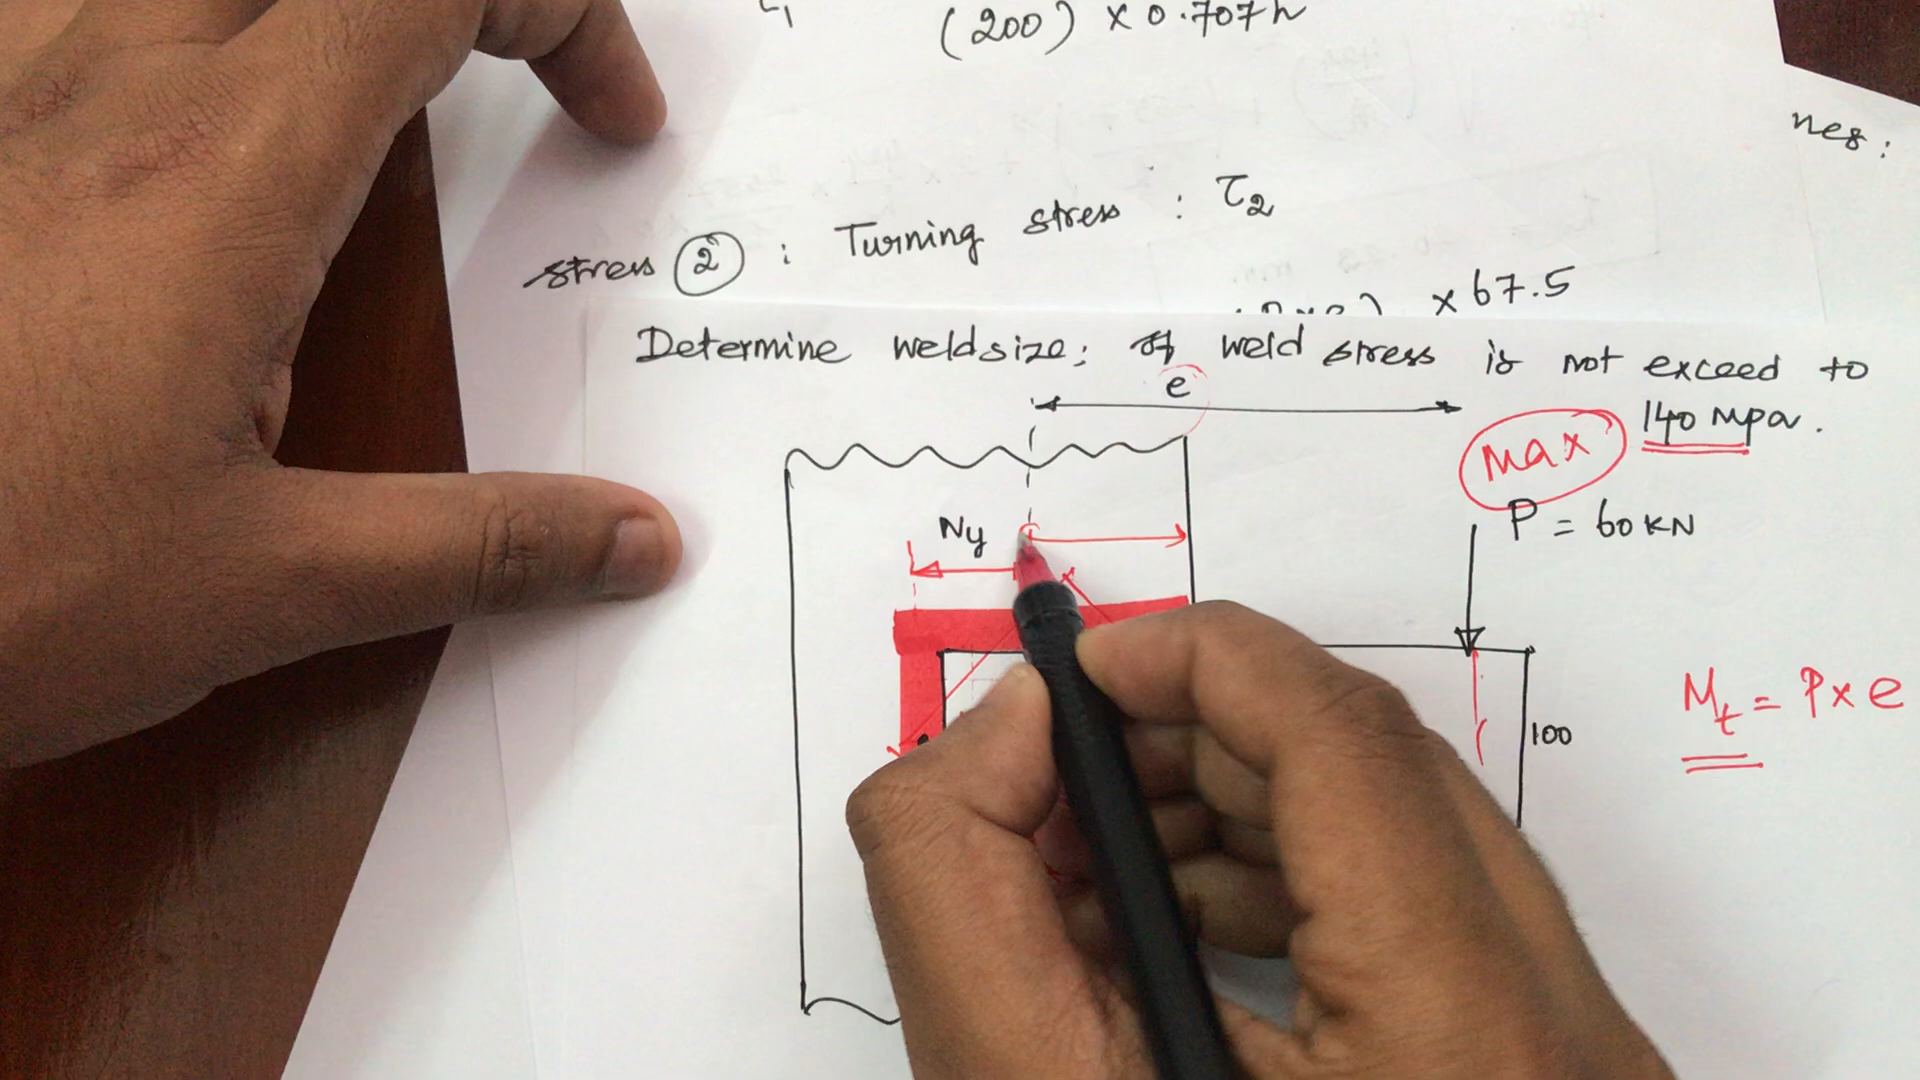 (200) × 0.707h
nes:
stress ② : Turning stress : τ₂
× 67.5
Determine weldsize; If weld stress is not exceed to
140 Mpa.
e
Max
Ny
P = 60 KN
Mt = P × e
100